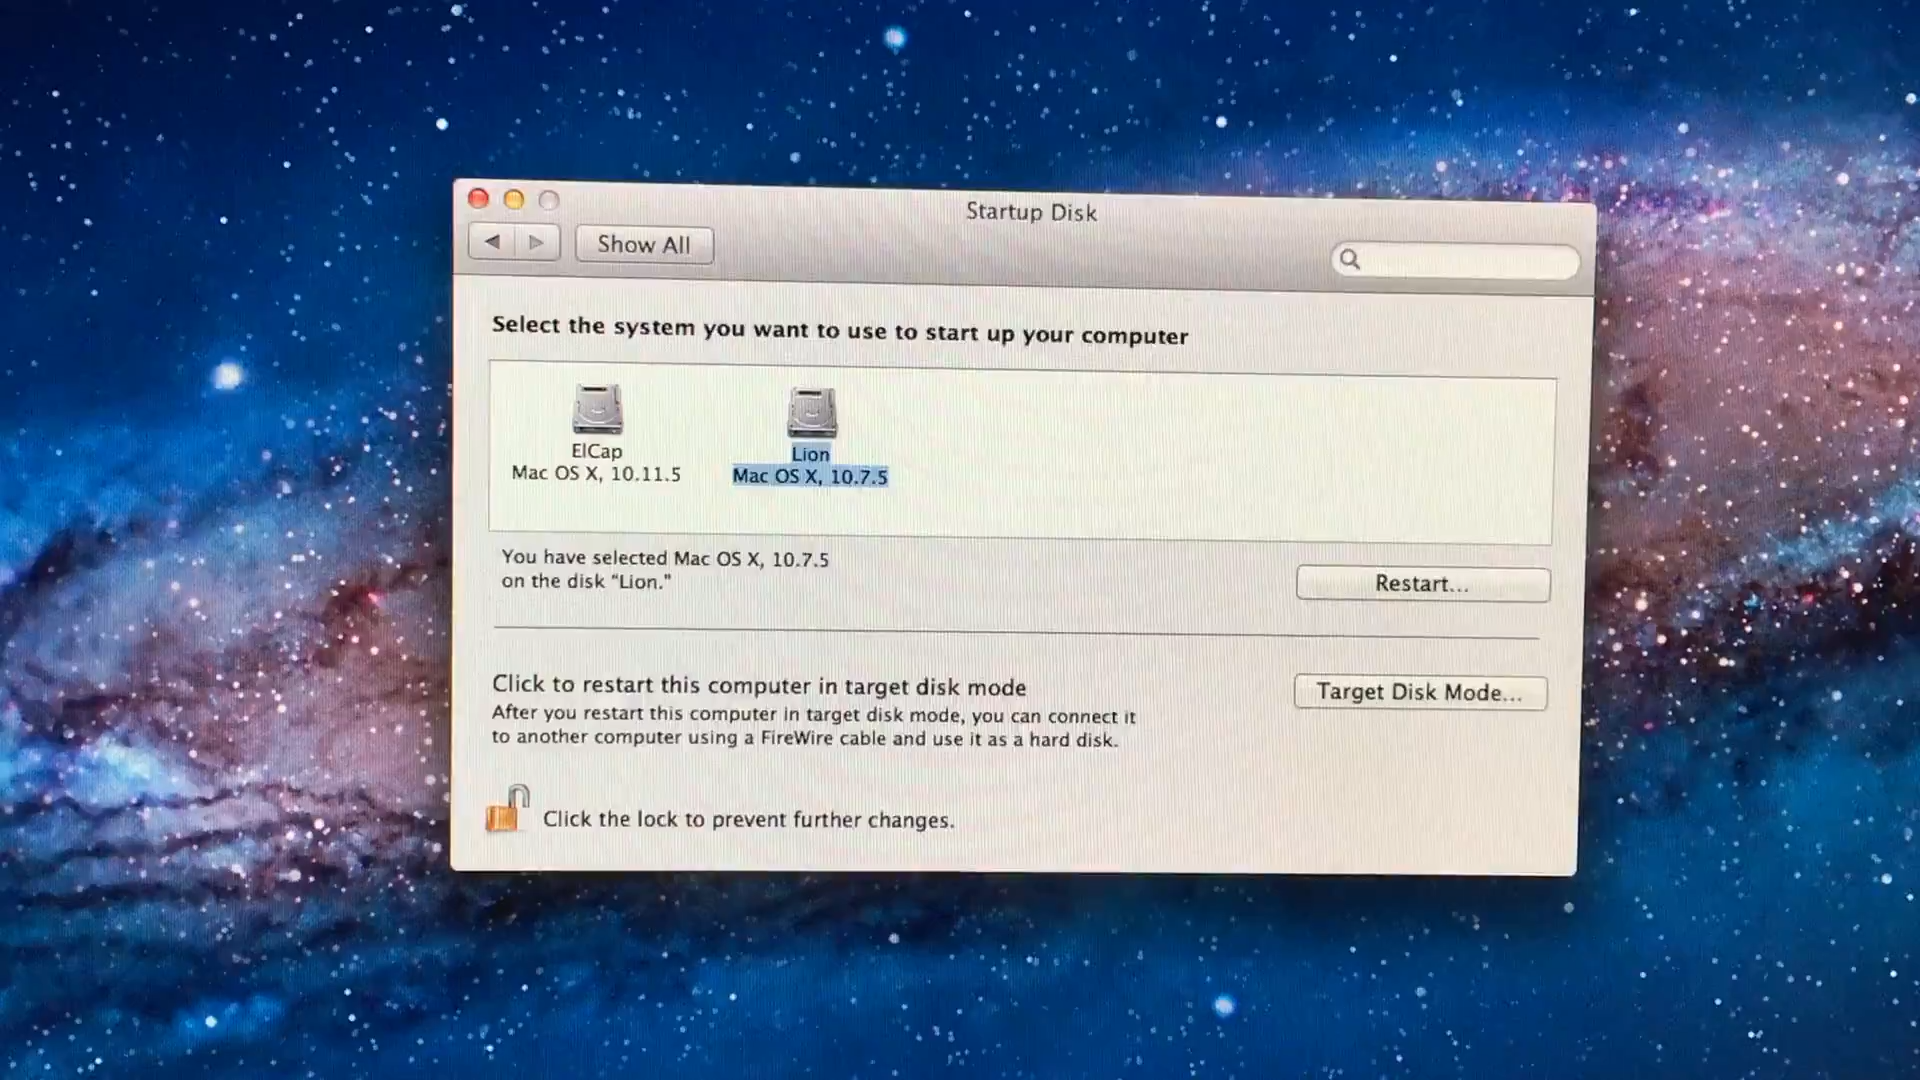 Startup Disk
Show All
Select the system you want to use to start up your computer
ElCap
Mac OS X, 10.11.5
Lion
Mac OS X, 10.7.5
You have selected Mac OS X, 10.7.5
on the disk “Lion.”
Restart...
Click to restart this computer in target disk mode
After you restart this computer in target disk mode, you can connect it
to another computer using a FireWire cable and use it as a hard disk.
Target Disk Mode...
Click the lock to prevent further changes.